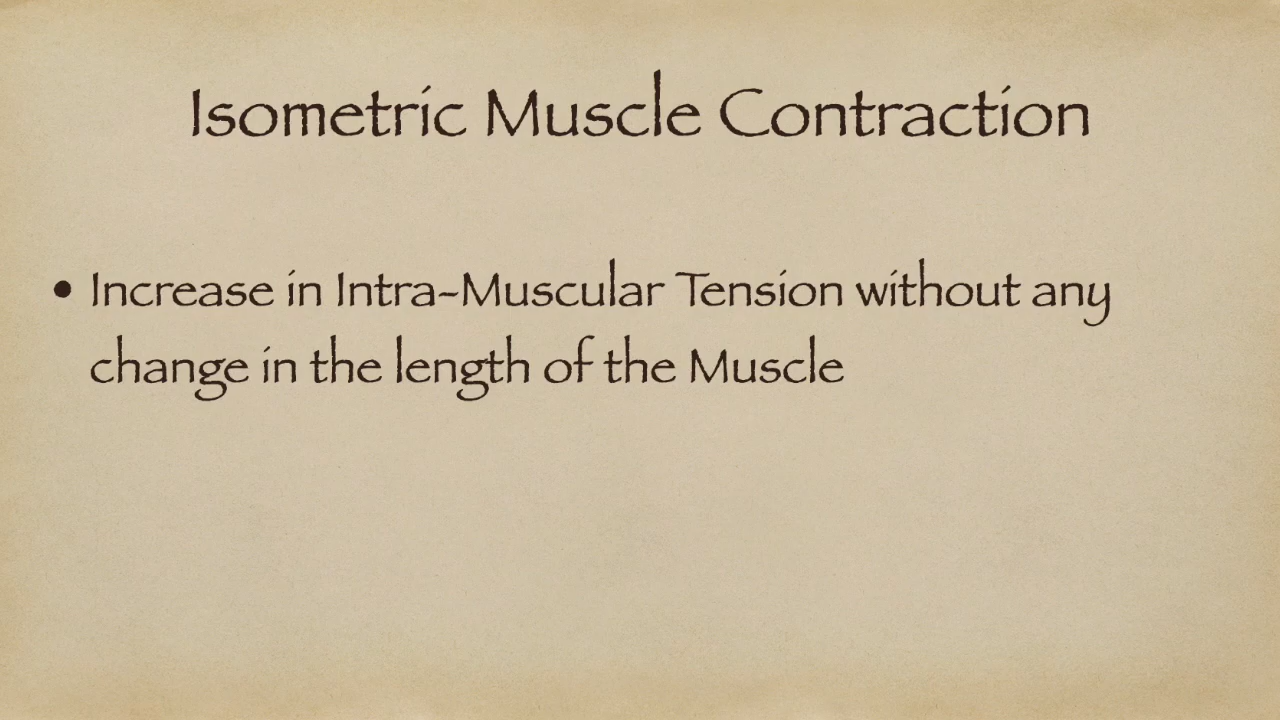 Isometric Muscle Contraction
• Increase in Intra-Muscular Tension without any
change in the length of the Muscle